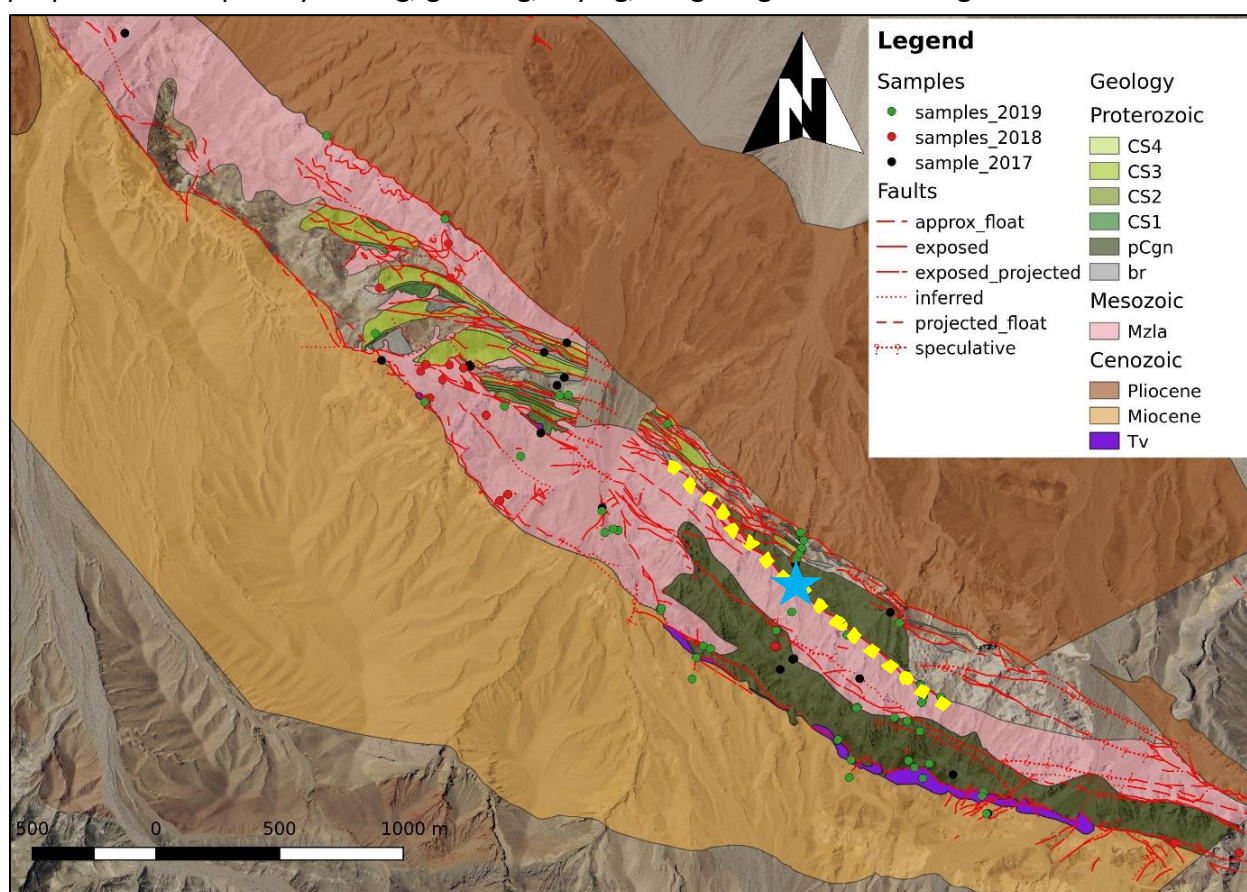 Legend
Samples
samples_2019
samples_2018
sample_2017
Faults
approx_float
exposed
exposed_projected
inferred
projected_float
speculative
Geology
Proterozoic
CS4
CS3
CS2
CS1
pCgn
br
Mesozoic
Mzla
Cenozoic
Pliocene
Miocene
Tv
N
500 0 500 1000 m